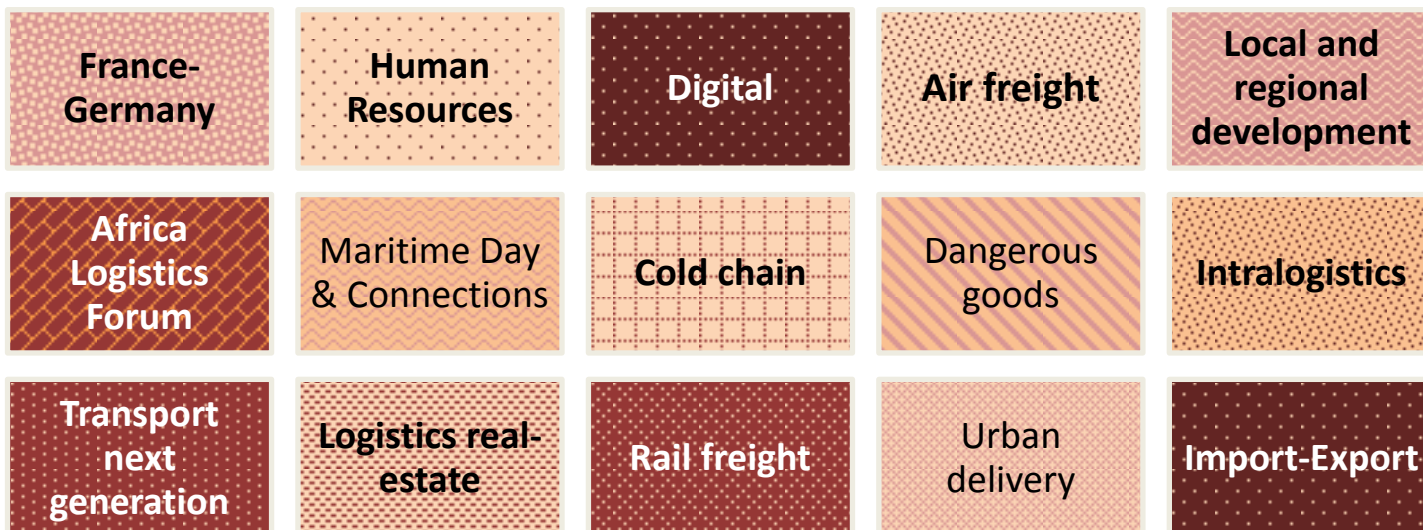 France-
Germany
Human
Resources
Digital
Air freight
Local and
regional
development
Africa
Logistics
Forum
Maritime Day
& Connections
Cold chain
Dangerous
goods
Intralogistics
Transport
next
generation
Logistics real-
estate
Rail freight
Urban
delivery
Import-Export